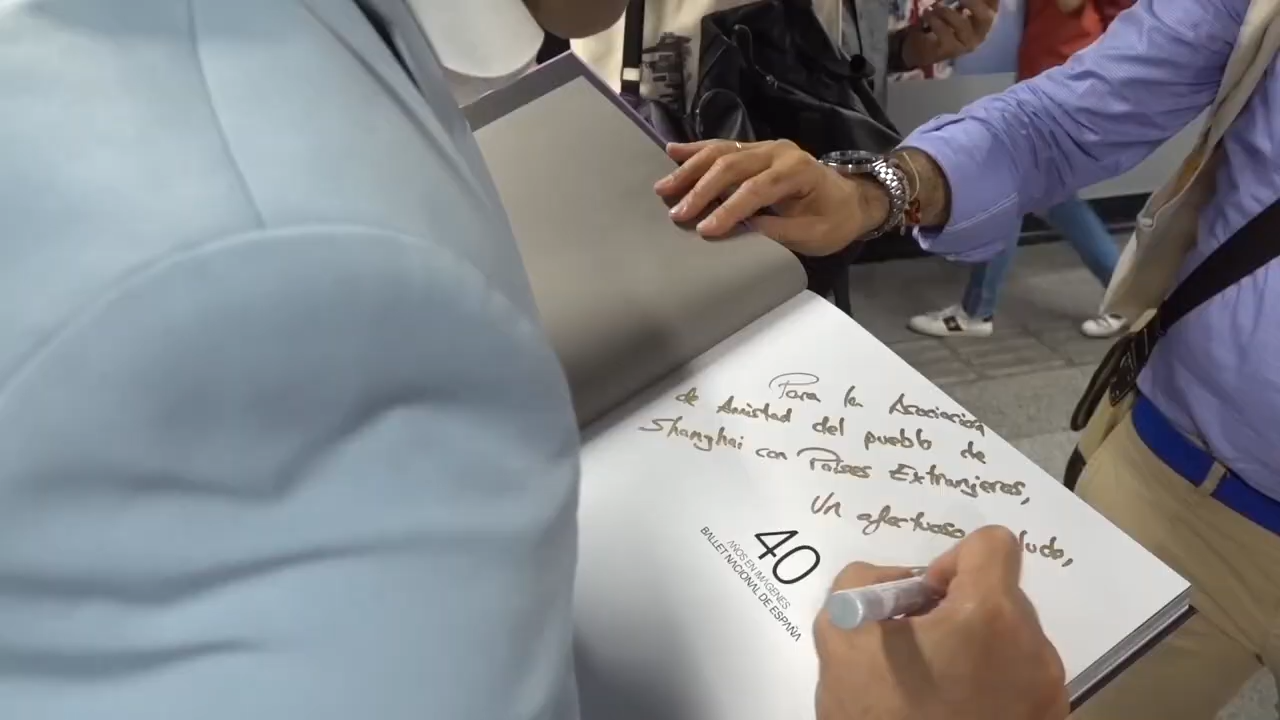 Para la Asociación
de Amistad del pueblo de
Shanghai con Países Extranjeros,
Un afectuoso ludo,
40
AÑOS EN IMÁGENES
BALLET NACIONAL DE ESPAÑA